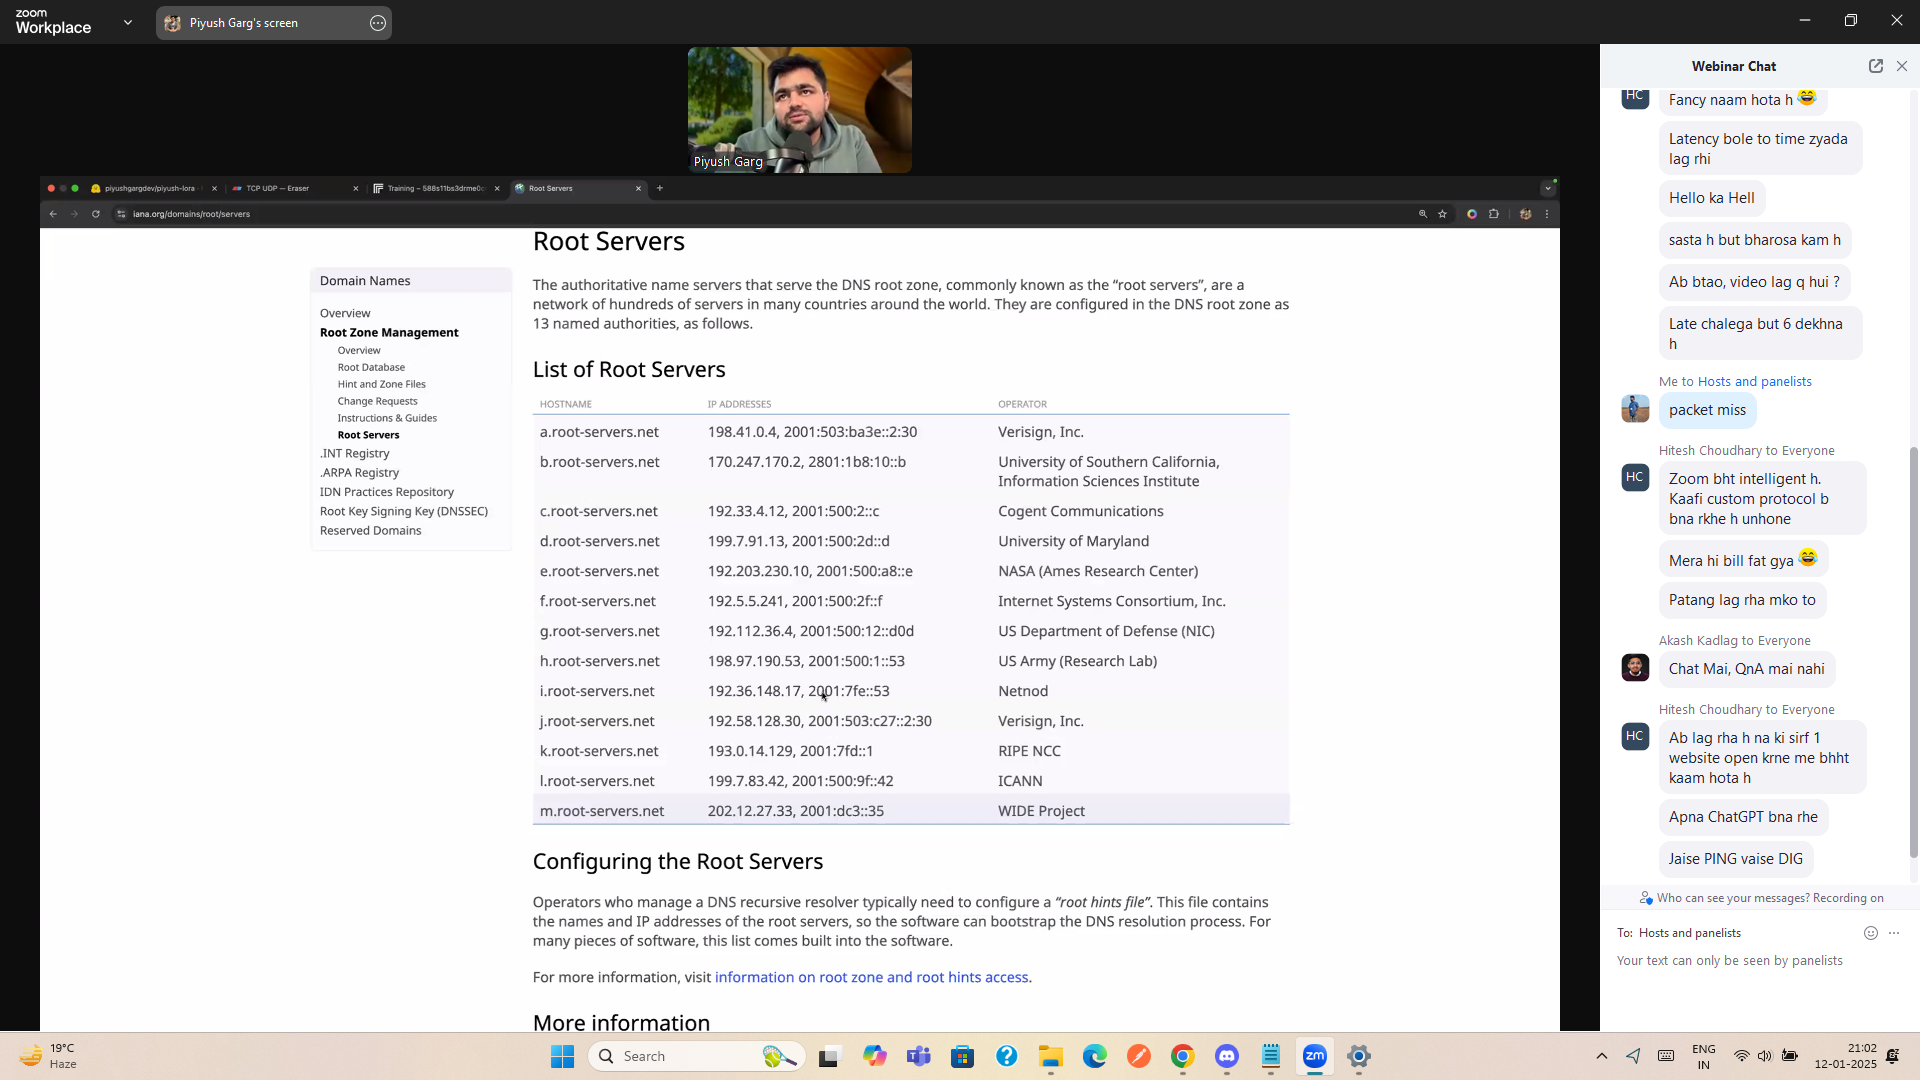 zoom
Workplace
Piyush Garg's screen
Piyush Garg
piyushgargdev/piyush-lora
TCP UDP — Eraser
Training – 588s11bs3drme0c
Root Servers
iana.org/domains/root/servers
Domain Names
Overview
Root Zone Management
Overview
Root Database
Hint and Zone Files
Change Requests
Instructions & Guides
Root Servers
.INT Registry
.ARPA Registry
IDN Practices Repository
Root Key Signing Key (DNSSEC)
Reserved Domains
Root Servers
The authoritative name servers that serve the DNS root zone, commonly known as the “root servers”, are a
network of hundreds of servers in many countries around the world. They are configured in the DNS root zone as
13 named authorities, as follows.
List of Root Servers
HOSTNAME IP ADDRESSES OPERATOR
a.root-servers.net 198.41.0.4, 2001:503:ba3e::2:30 Verisign, Inc.
b.root-servers.net 170.247.170.2, 2801:1b8:10::b University of Southern California,
Information Sciences Institute
c.root-servers.net 192.33.4.12, 2001:500:2::c Cogent Communications
d.root-servers.net 199.7.91.13, 2001:500:2d::d University of Maryland
e.root-servers.net 192.203.230.10, 2001:500:a8::e NASA (Ames Research Center)
f.root-servers.net 192.5.5.241, 2001:500:2f::f Internet Systems Consortium, Inc.
g.root-servers.net 192.112.36.4, 2001:500:12::d0d US Department of Defense (NIC)
h.root-servers.net 198.97.190.53, 2001:500:1::53 US Army (Research Lab)
i.root-servers.net 192.36.148.17, 2001:7fe::53 Netnod
j.root-servers.net 192.58.128.30, 2001:503:c27::2:30 Verisign, Inc.
k.root-servers.net 193.0.14.129, 2001:7fd::1 RIPE NCC
l.root-servers.net 199.7.83.42, 2001:500:9f::42 ICANN
m.root-servers.net 202.12.27.33, 2001:dc3::35 WIDE Project
Configuring the Root Servers
Operators who manage a DNS recursive resolver typically need to configure a “root hints file”. This file contains
the names and IP addresses of the root servers, so the software can bootstrap the DNS resolution process. For
many pieces of software, this list comes built into the software.
For more information, visit information on root zone and root hints access.
More information
Webinar Chat
HC
Fancy naam hota h 😂
Latency bole to time zyada
lag rhi
Hello ka Hell
sasta h but bharosa kam h
Ab btao, video lag q hui ?
Late chalega but 6 dekhna
h
Me to Hosts and panelists
packet miss
Hitesh Choudhary to Everyone
HC
Zoom bht intelligent h.
Kaafi custom protocol b
bna rkhe h unhone
Mera hi bill fat gya 😂
Patang lag rha mko to
Akash Kadlag to Everyone
Chat Mai, QnA mai nahi
Hitesh Choudhary to Everyone
HC
Ab lag rha h na ki sirf 1
website open krne me bhht
kaam hota h
Apna ChatGPT bna rhe
Jaise PING vaise DIG
Who can see your messages? Recording on
To: Hosts and panelists
Your text can only be seen by panelists
19°C
Haze
Search
zm
ENG
IN
21:02
12-01-2025